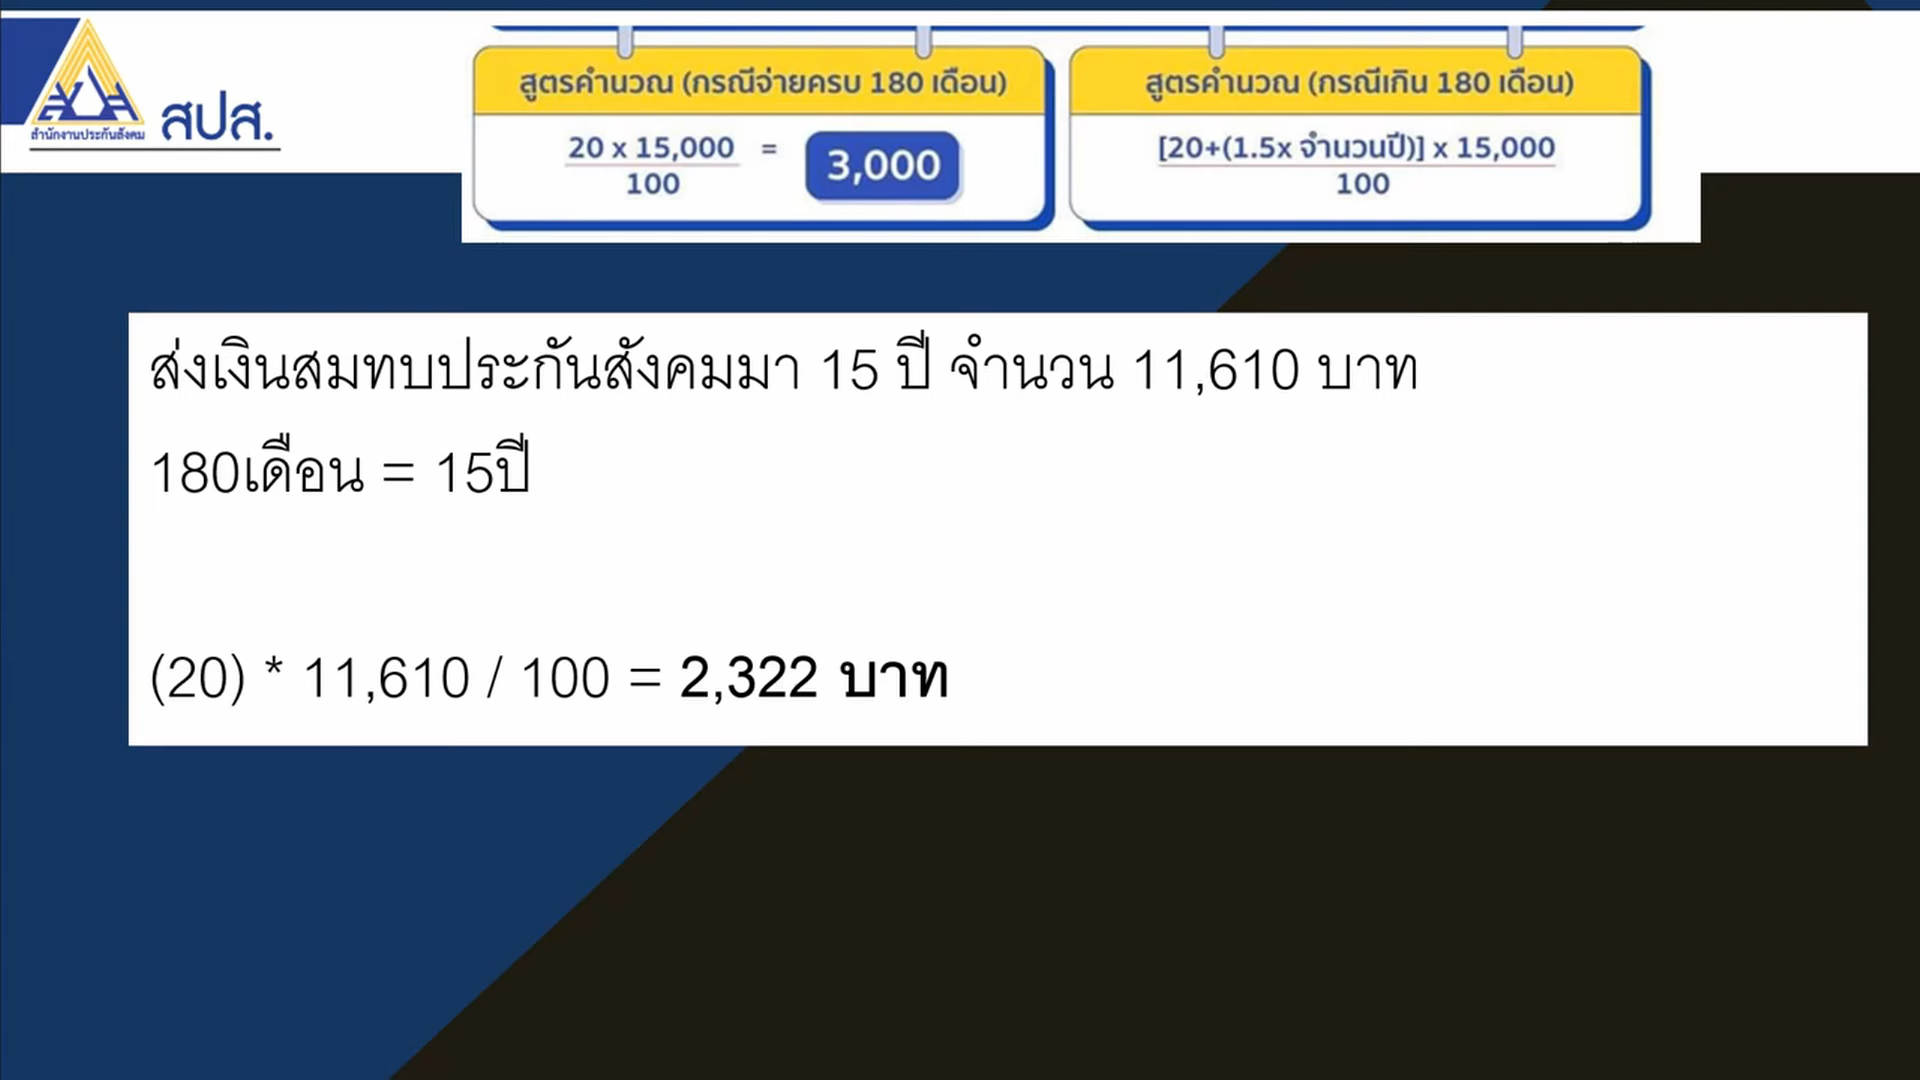 สำนักงานประกันสังคม
สปส.
สูตรคำนวณ (กรณีจ่ายครบ 180 เดือน)
20 x 15,000
100
= 3,000
สูตรคำนวณ (กรณีเกิน 180 เดือน)
[20+(1.5x จำนวนปี)] x 15,000
100
ส่งเงินสมทบประกันสังคมมา 15 ปี จำนวน 11,610 บาท
180เดือน = 15ปี
(20) * 11,610 / 100 = 2,322 บาท